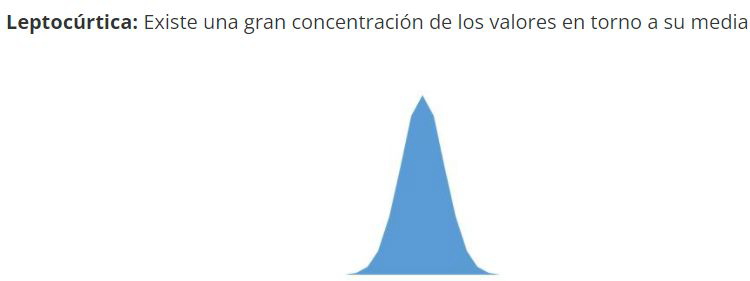 Leptocúrtica: Existe una gran concentración de los valores en torno a su media